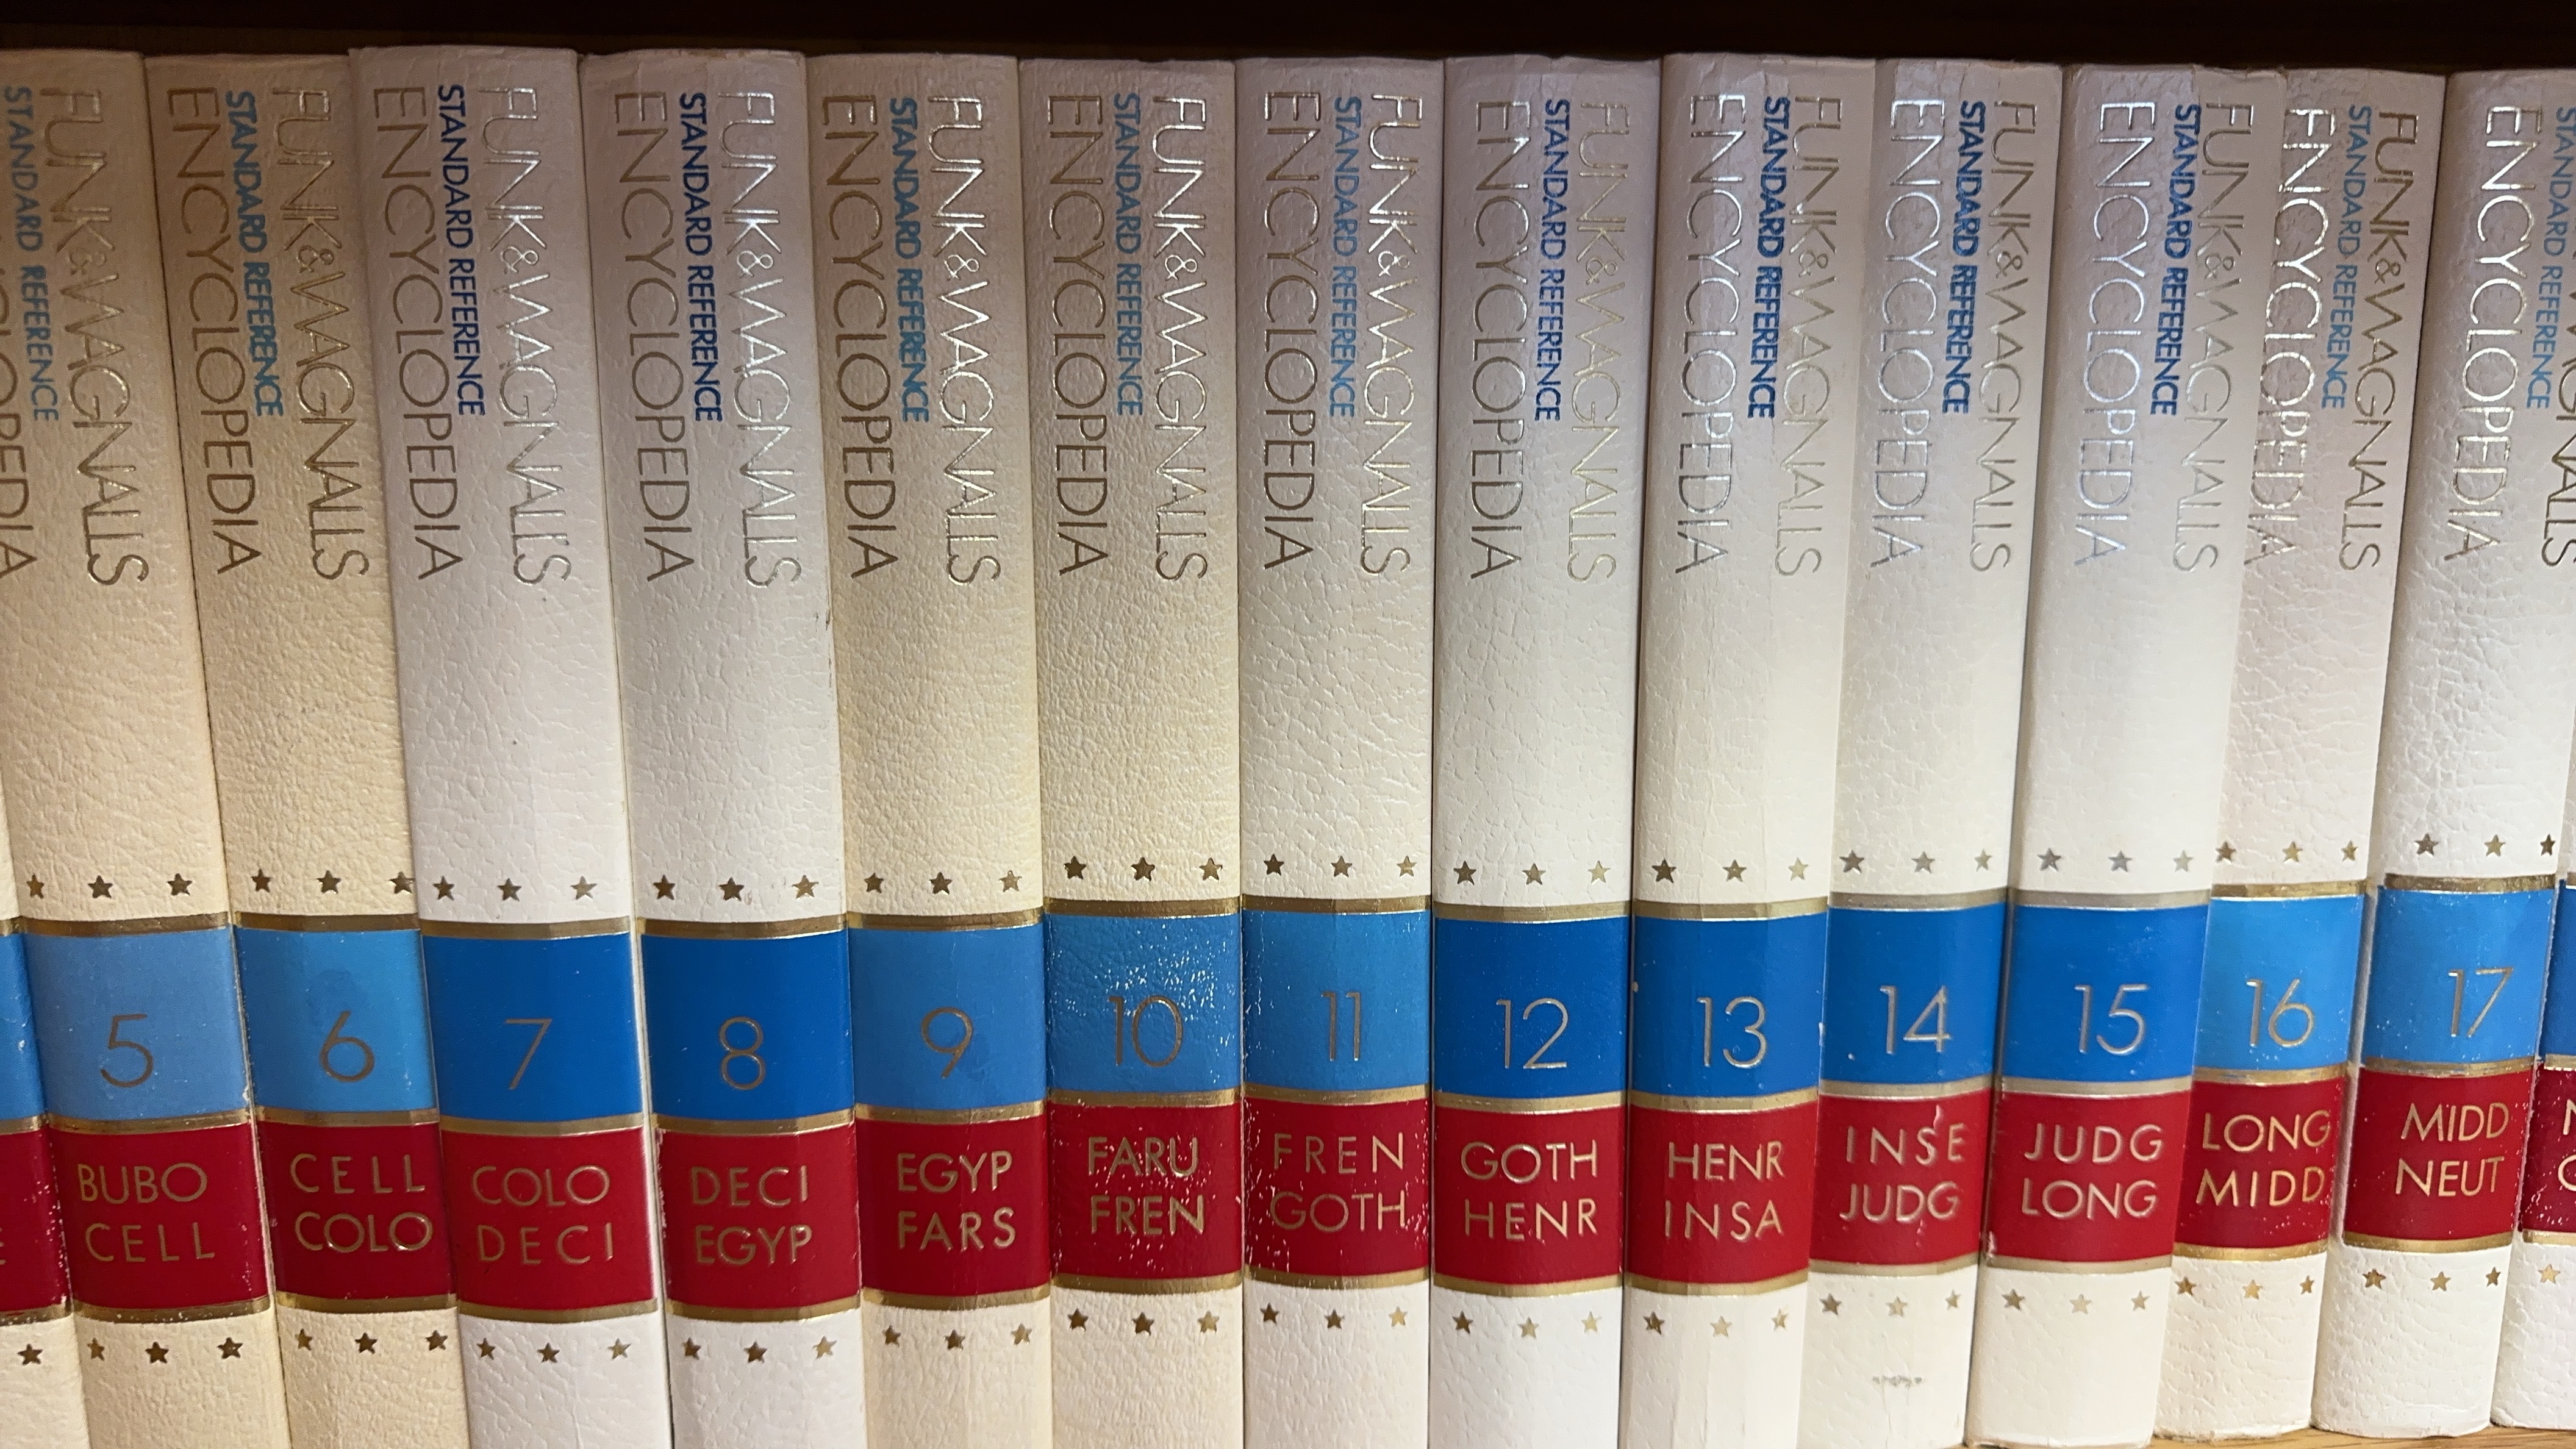 FUNK & WAGNALLS
STANDARD REFERENCE
5
BUBO
CELL
FUNK & WAGNALLS
STANDARD REFERENCE
ENCYCLOPEDIA
6
CELL
COLO
FUNK & WAGNALLS
STANDARD REFERENCE
ENCYCLOPEDIA
7
COLO
DECI
FUNK & WAGNALLS
STANDARD REFERENCE
ENCYCLOPEDIA
8
DECI
EGYP
FUNK & WAGNALLS
STANDARD REFERENCE
ENCYCLOPEDIA
9
EGYP
FARS
FUNK & WAGNALLS
STANDARD REFERENCE
ENCYCLOPEDIA
10
FARU
FREN
FUNK & WAGNALLS
STANDARD REFERENCE
ENCYCLOPEDIA
11
FREN
GOTH
FUNK & WAGNALLS
STANDARD REFERENCE
ENCYCLOPEDIA
12
GOTH
HENR
FUNK & WAGNALLS
STANDARD REFERENCE
ENCYCLOPEDIA
13
HENR
INSA
FUNK & WAGNALLS
STANDARD REFERENCE
ENCYCLOPEDIA
14
INSE
JUDG
FUNK & WAGNALLS
STANDARD REFERENCE
ENCYCLOPEDIA
15
JUDG
LONG
FUNK & WAGNALLS
STANDARD REFERENCE
ENCYCLOPEDIA
16
LONG
MIDD
STANDARD REFERENCE
ENCYCLOPEDIA
17
MIDD
NEUT